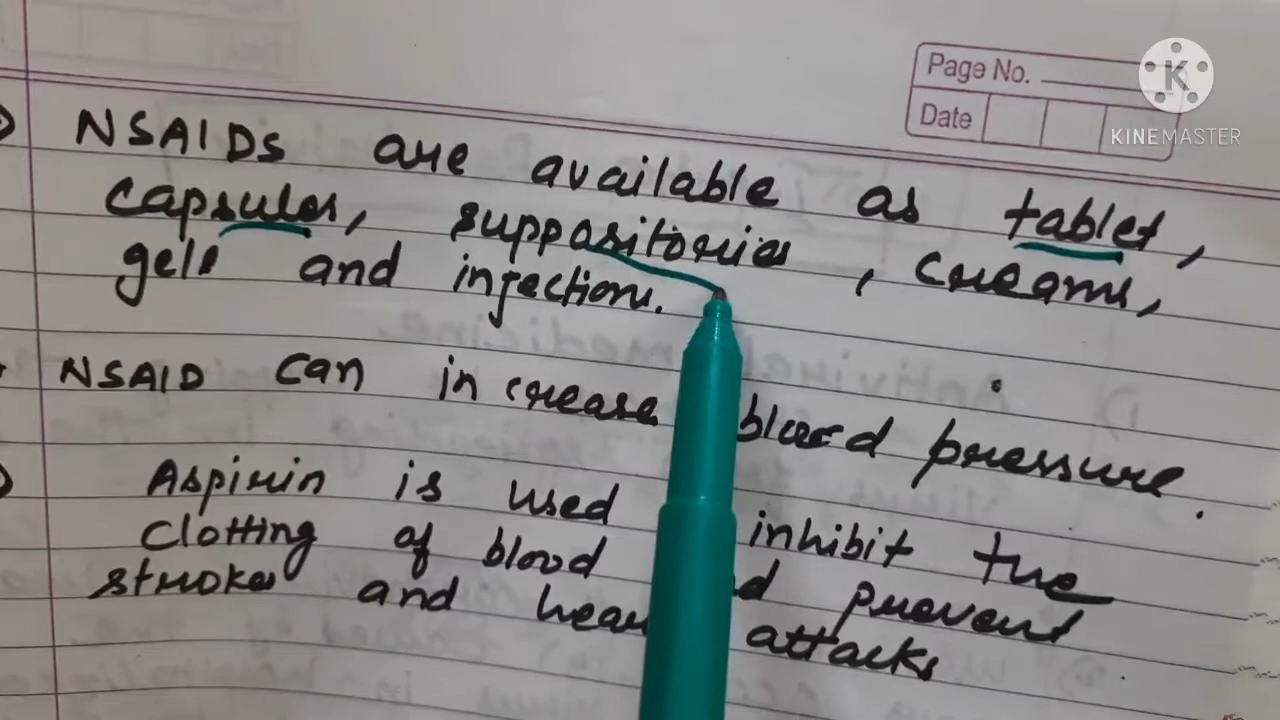 Page No.
Date
K
KINEMASTER
NSAIDs are available as tablet,
capsules, suppositories, creams,
gels and injections.
NSAID can increase blood pressure.
Aspirin is used inhibit the
clotting of blood prevent
strokes and attacks